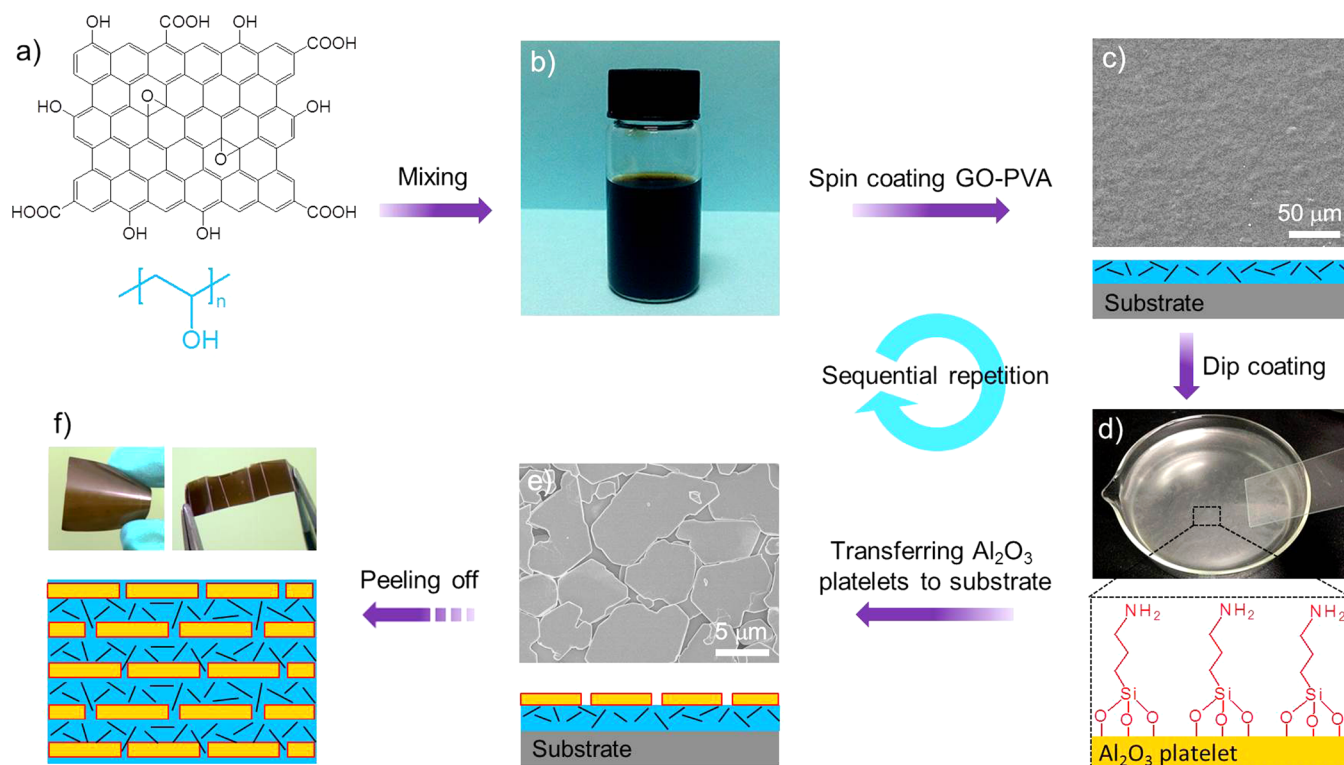 a)
OH
COOH
OH
COOH
HO
O
OH
O
HOOC
COOH
OH
OH
[ ]n
OH
Mixing
b)
Spin coating GO-PVA
c)
50 μm
Substrate
Dip coating
Sequential repetition
d)
NH2
NH2
NH2
Si
Si
Si
O O O
O O O
O O O
Al2O3 platelet
Transferring Al2O3
platelets to substrate
e)
5 μm
Substrate
Peeling off
f)